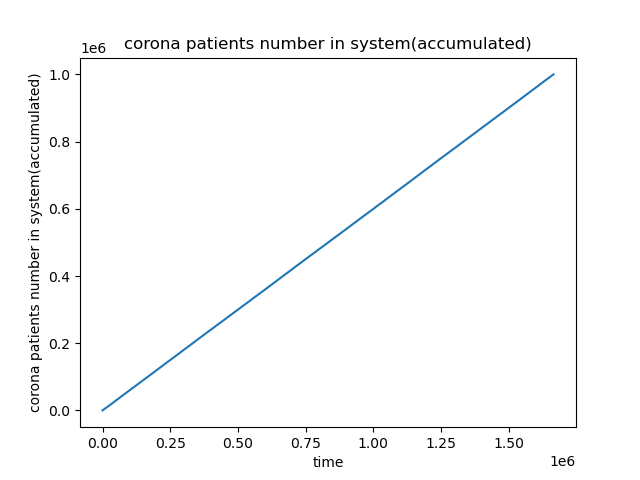 corona patients number in system(accumulated)
1e6
1.0
0.8
0.6
0.4
0.2
0.0
corona patients number in system(accumulated)
0.00 0.25 0.50 0.75 1.00 1.25 1.50
time
1e6